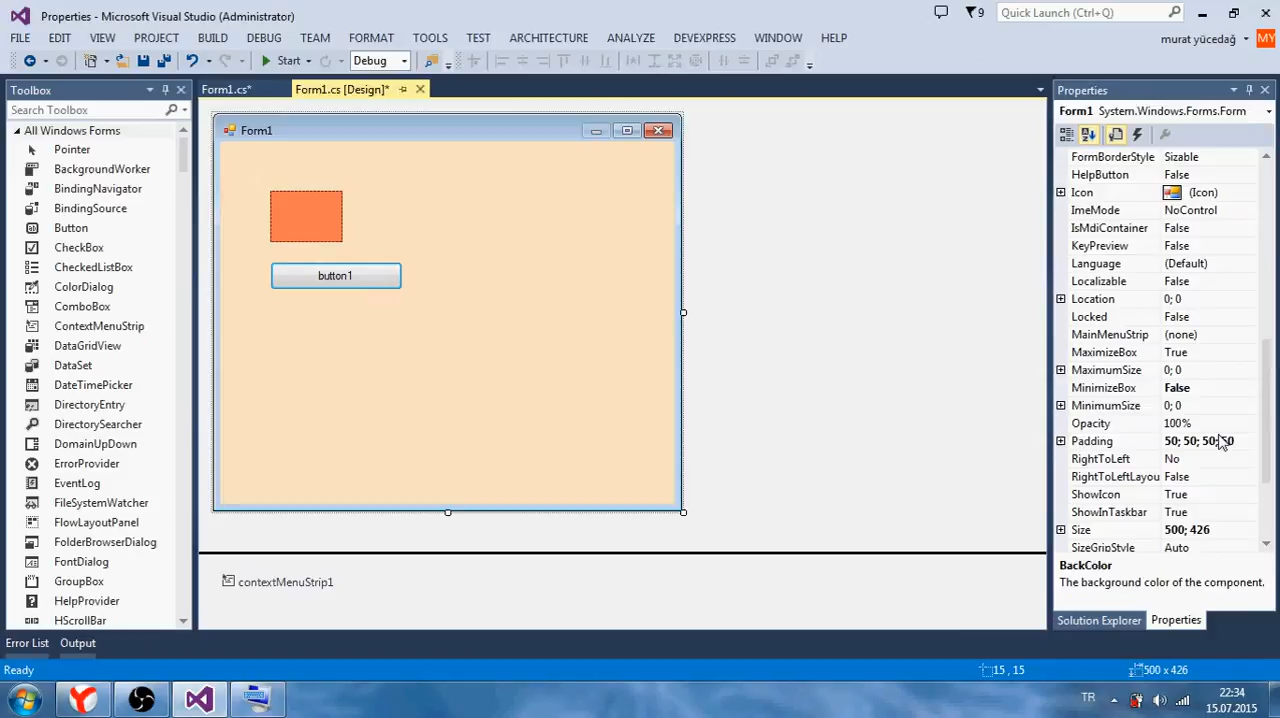 Properties - Microsoft Visual Studio (Administrator)
9
Quick Launch (Ctrl+Q)
FILE EDIT VIEW PROJECT BUILD DEBUG TEAM FORMAT TOOLS TEST ARCHITECTURE ANALYZE DEVEXPRESS WINDOW HELP
murat yücedağ
MY
Start
Debug
Toolbox
Search Toolbox
All Windows Forms
Pointer
BackgroundWorker
BindingNavigator
BindingSource
Button
CheckBox
CheckedListBox
ColorDialog
ComboBox
ContextMenuStrip
DataGridView
DataSet
DateTimePicker
DirectoryEntry
DirectorySearcher
DomainUpDown
ErrorProvider
EventLog
FileSystemWatcher
FlowLayoutPanel
FolderBrowserDialog
FontDialog
GroupBox
HelpProvider
HScrollBar
Form1.cs*
Form1.cs [Design]*
Form1
button1
contextMenuStrip1
Properties
Form1 System.Windows.Forms.Form
FormBorderStyle Sizable
HelpButton False
Icon (Icon)
ImeMode NoControl
IsMdiContainer False
KeyPreview False
Language (Default)
Localizable False
Location 0; 0
Locked False
MainMenuStrip (none)
MaximizeBox True
MaximumSize 0; 0
MinimizeBox False
MinimumSize 0; 0
Opacity 100%
Padding 50; 50; 50; 50
RightToLeft No
RightToLeftLayou False
ShowIcon True
ShowInTaskbar True
Size 500; 426
SizeGripStyle Auto
BackColor
The background color of the component.
Solution Explorer Properties
Error List Output
Ready
15 , 15
500 x 426
TR
22:34
15.07.2015